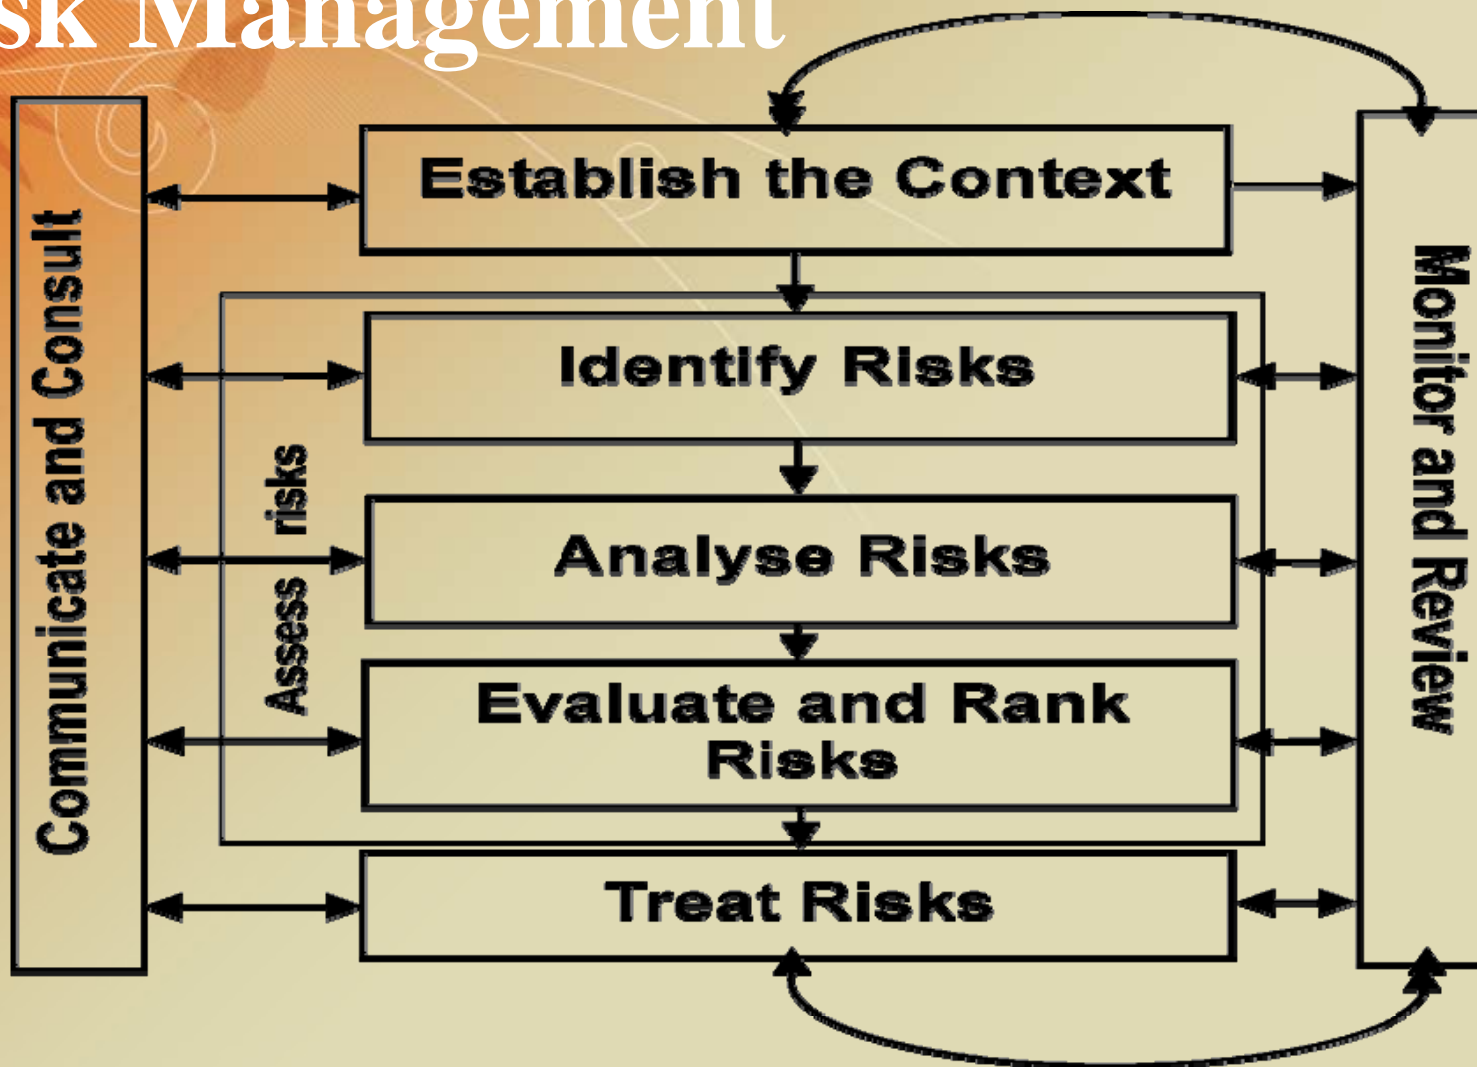 sk Management
Communicate and Consult
Establish the Context
Identify Risks
Assess risks
Analyse Risks
Evaluate and Rank
Risks
Treat Risks
Monitor and Review